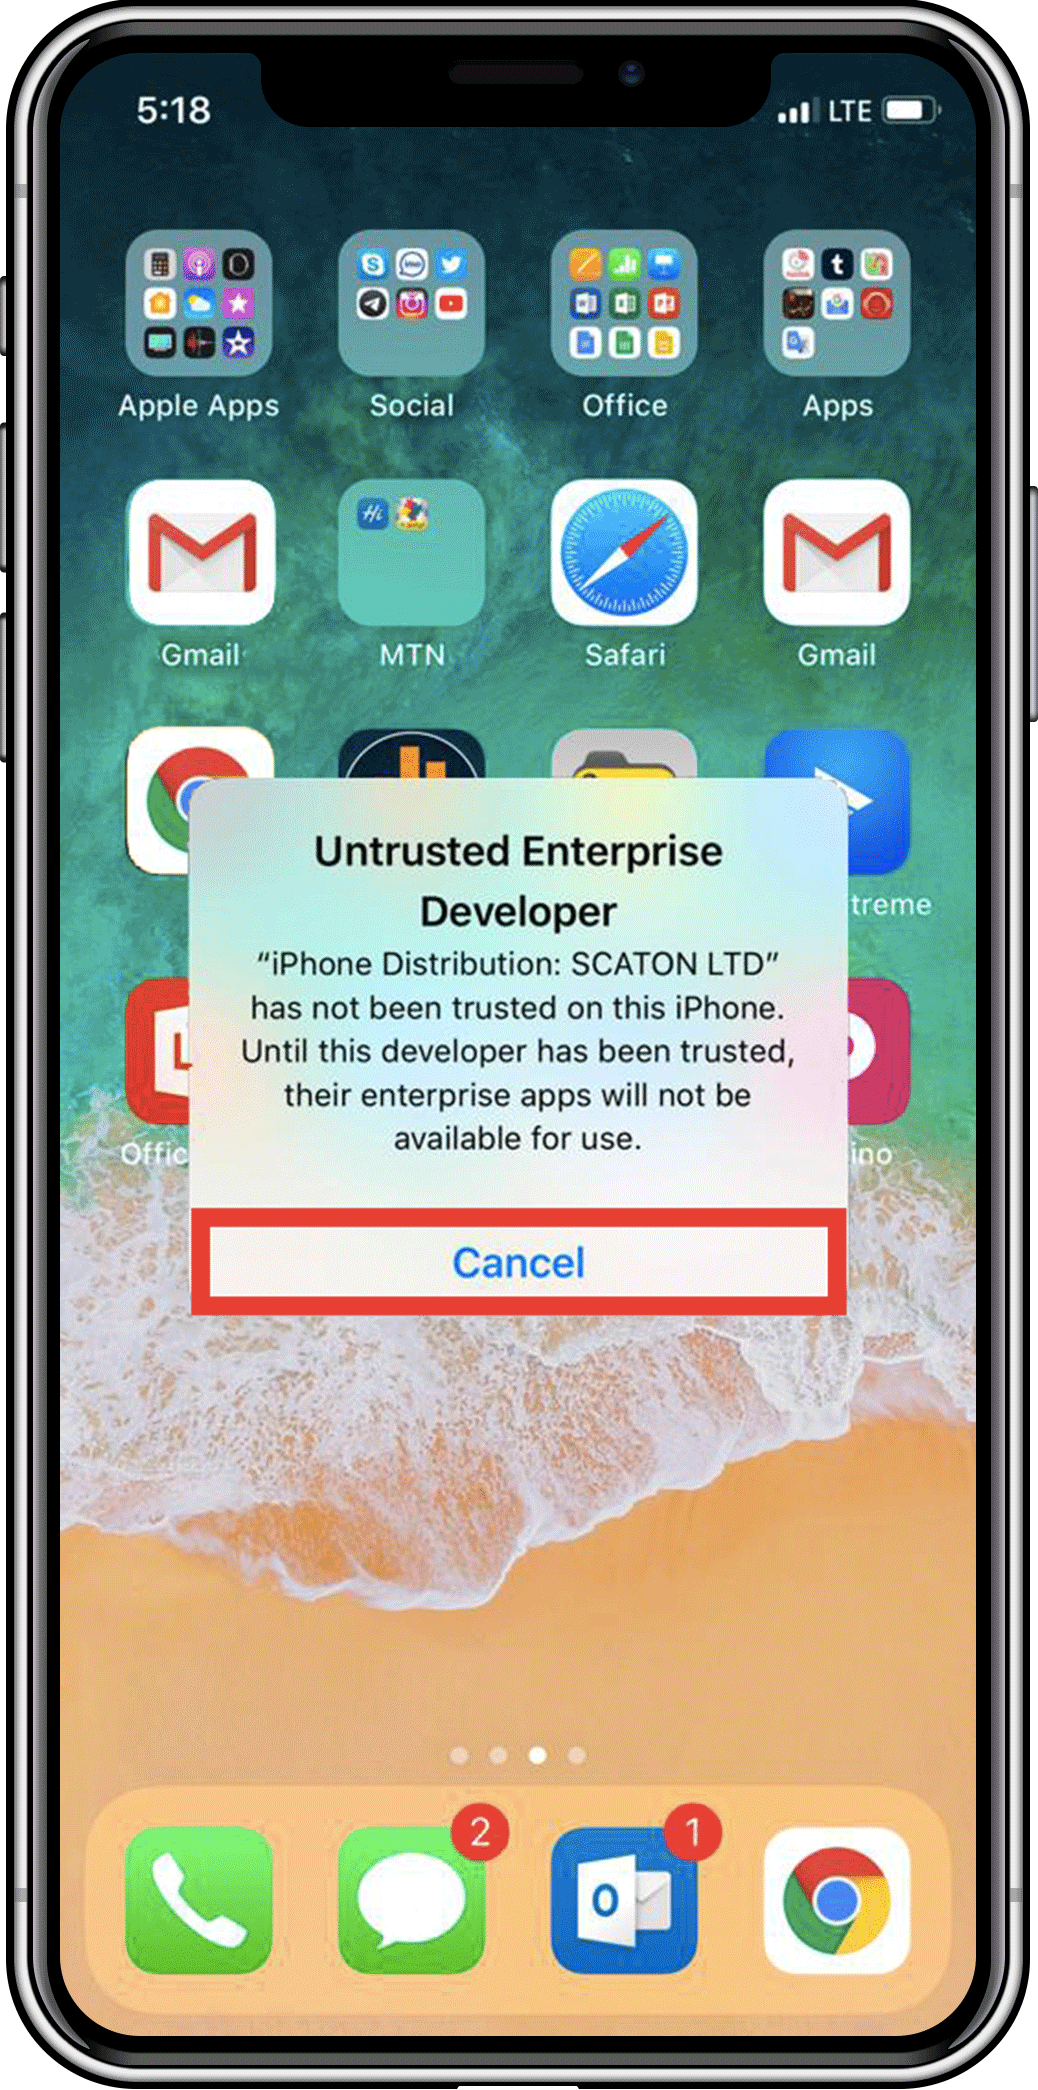 5:18 LTE
Apple Apps Social Office Apps
Gmail MTN Safari Gmail
treme
Untrusted Enterprise
Developer
“iPhone Distribution: SCATON LTD”
has not been trusted on this iPhone.
Until this developer has been trusted,
their enterprise apps will not be
available for use.
Offic ino
Cancel
2 1